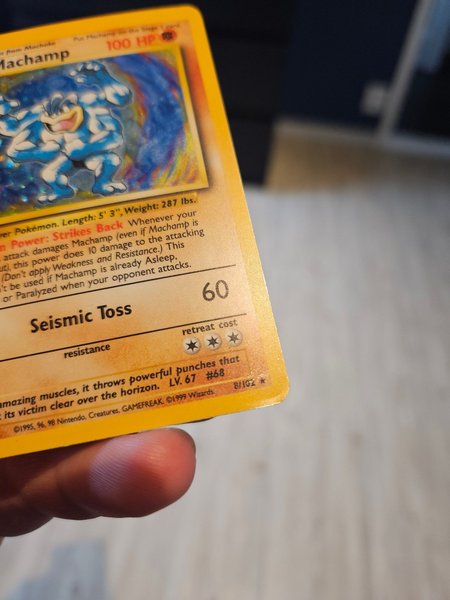 from Machoke Put Machamp on the Stage 1 card
Machamp 100 HP
Pokémon. Length: 5' 3", Weight: 287 lbs.
Power: Strikes Back Whenever your
attack damages Machamp (even if Machamp is
this power does 10 damage to the attacking
(Don't apply Weakness and Resistance.) This
be used if Machamp is already Asleep,
or Paralyzed when your opponent attacks.
Seismic Toss 60
resistance retreat cost
amazing muscles, it throws powerful punches that
its victim clear over the horizon. LV. 67 #68
©1995, 96, 98 Nintendo, Creatures, GAMEFREAK. ©1999 Wizards. 8/102 ★